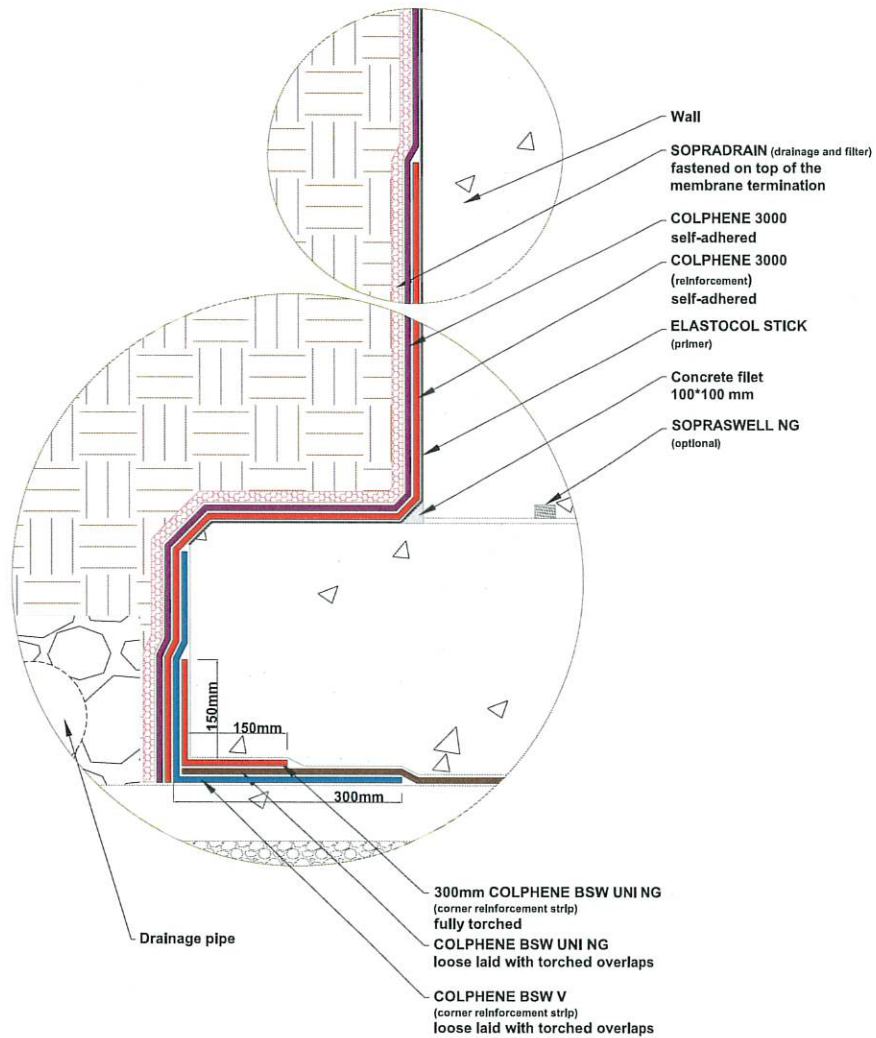 Wall
SOPRADRAIN (drainage and filter)
fastened on top of the
membrane termination
COLPHENE 3000
self-adhered
COLPHENE 3000
(reinforcement)
self-adhered
ELASTOCOL STICK
(primer)
Concrete filet
100*100 mm
SOPRASWELL NG
(optional)
150mm
150mm
300mm
300mm COLPHENE BSW UNI NG
(corner reinforcement strip)
fully torched
COLPHENE BSW UNI NG
loose laid with torched overlaps
COLPHENE BSW V
(corner reinforcement strip)
loose laid with torched overlaps
Drainage pipe